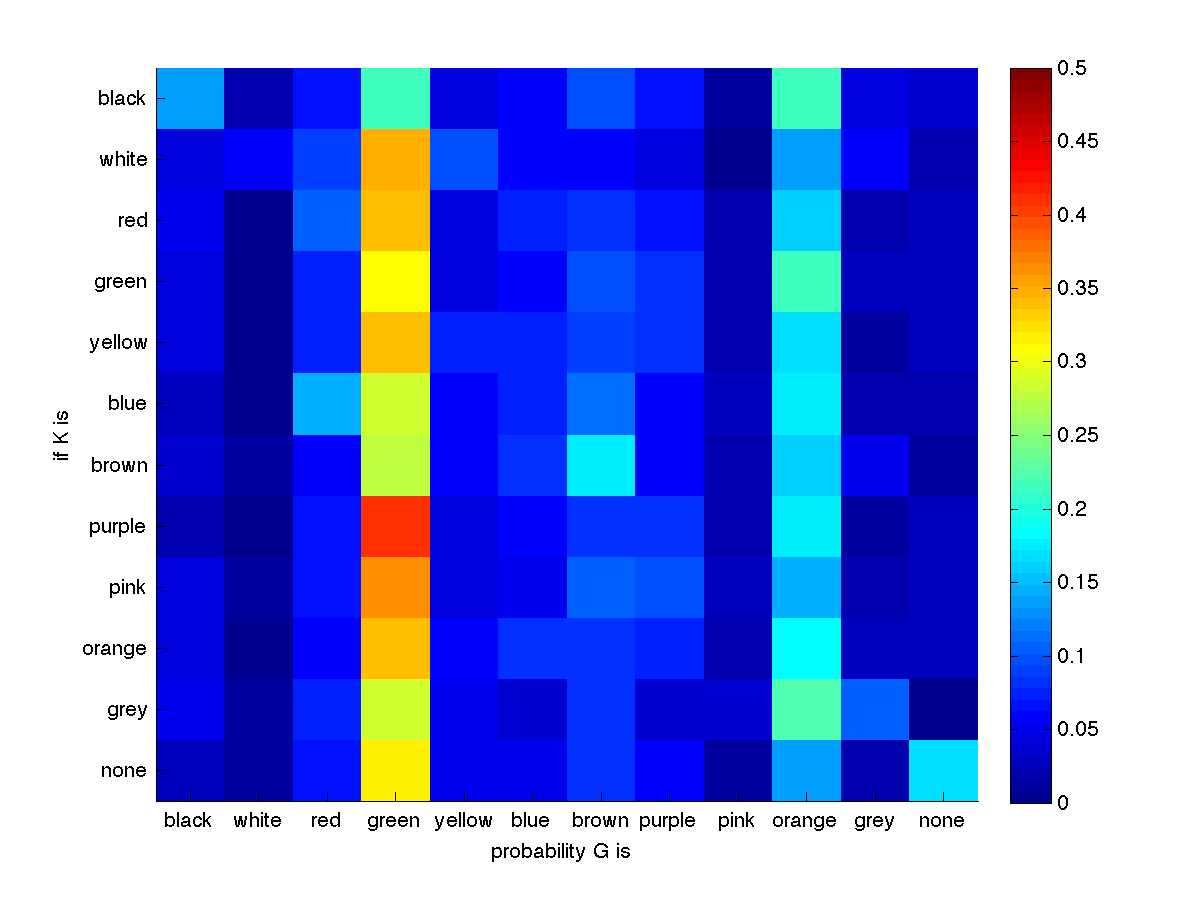 if K is
black
white
red
green
yellow
blue
brown
purple
pink
orange
grey
none
black white red green yellow blue brown purple pink orange grey none
probability G is
0.5
0.45
0.4
0.35
0.3
0.25
0.2
0.15
0.1
0.05
0